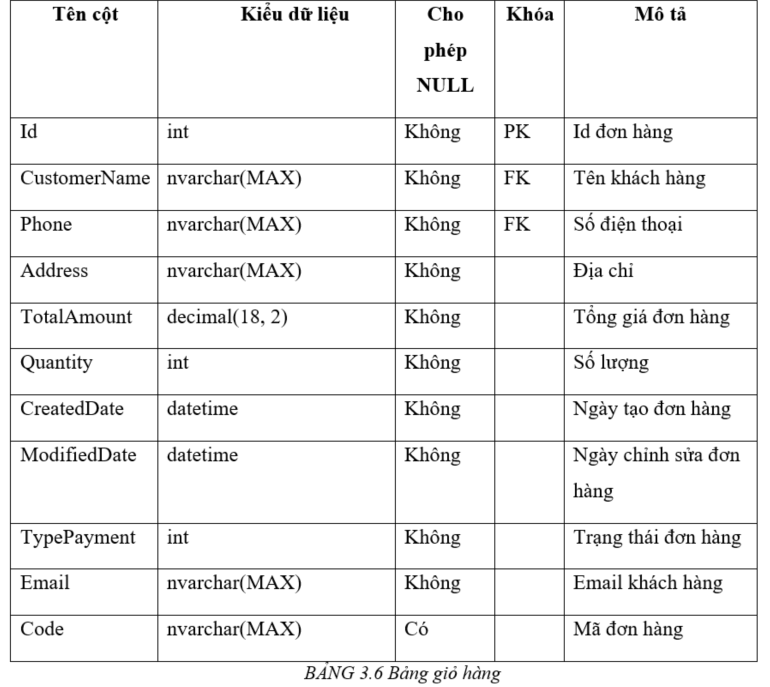 Tên cột Kiểu dữ liệu Cho phép NULL Khóa Mô tả
Id int Không PK Id đơn hàng
CustomerName nvarchar(MAX) Không FK Tên khách hàng
Phone nvarchar(MAX) Không FK Số điện thoại
Address nvarchar(MAX) Không Địa chỉ
TotalAmount decimal(18, 2) Không Tổng giá đơn hàng
Quantity int Không Số lượng
CreatedDate datetime Không Ngày tạo đơn hàng
ModifiedDate datetime Không Ngày chỉnh sửa đơn hàng
TypePayment int Không Trạng thái đơn hàng
Email nvarchar(MAX) Không Email khách hàng
Code nvarchar(MAX) Có Mã đơn hàng
BẢNG 3.6 Bảng giỏ hàng